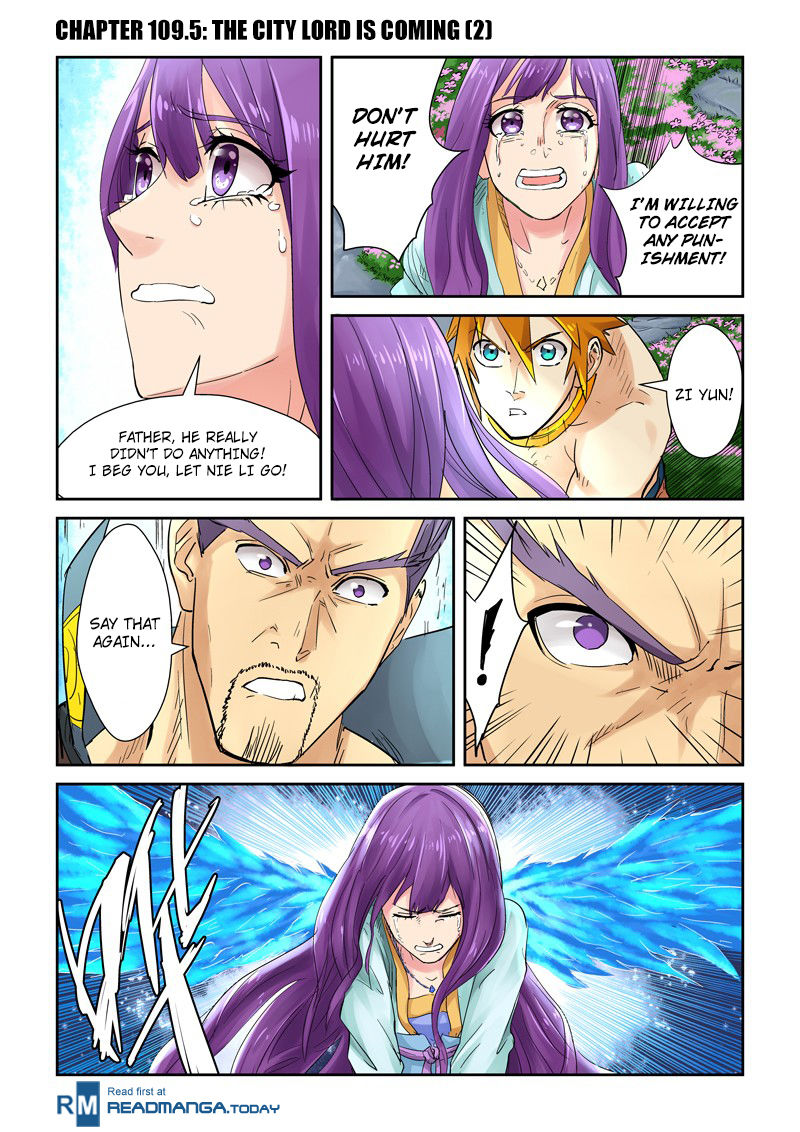 CHAPTER 109.5: THE CITY LORD IS COMING (2)
FATHER, HE REALLY
DIDN'T DO ANYTHING!
I BEG YOU, LET NIE LI GO!
DON'T
HURT
HIM!
I'M WILLING
TO ACCEPT
ANY PUN-
ISHMENT!
ZI YUN!
SAY THAT
AGAIN...
!
RM
Read first at
READMANGA.TODAY